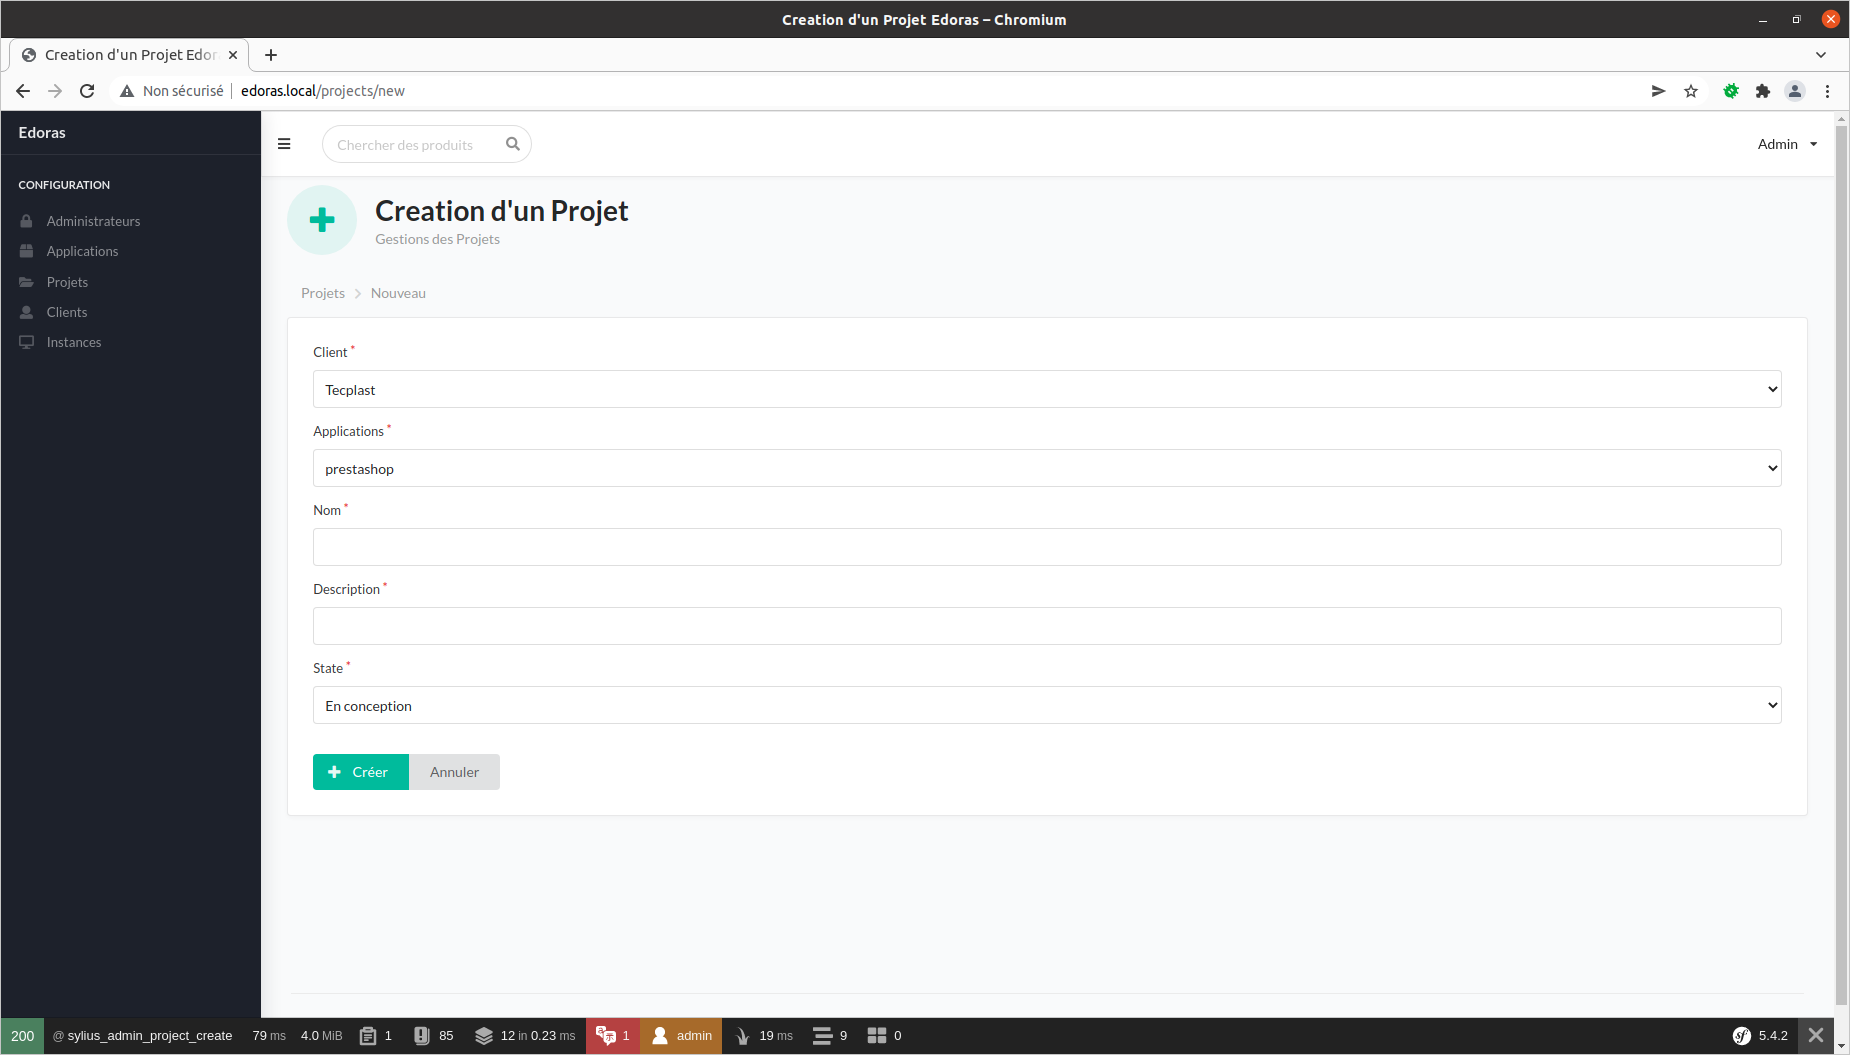 Creation d'un Projet Edoras – Chromium
Creation d'un Projet Edor
Non sécurisé
edoras.local/projects/new
Edoras
Chercher des produits
Admin
CONFIGURATION
Administrateurs
Applications
Projets
Clients
Instances
Creation d'un Projet
Gestions des Projets
Projets
Nouveau
Client *
Tecplast
Applications *
prestashop
Nom *
Description *
State *
En conception
Créer
Annuler
200 @ sylius_admin_project_create 79 ms 4.0 MiB 1 85 12 in 0.23 ms 1 admin 19 ms 9 0 sf 5.4.2